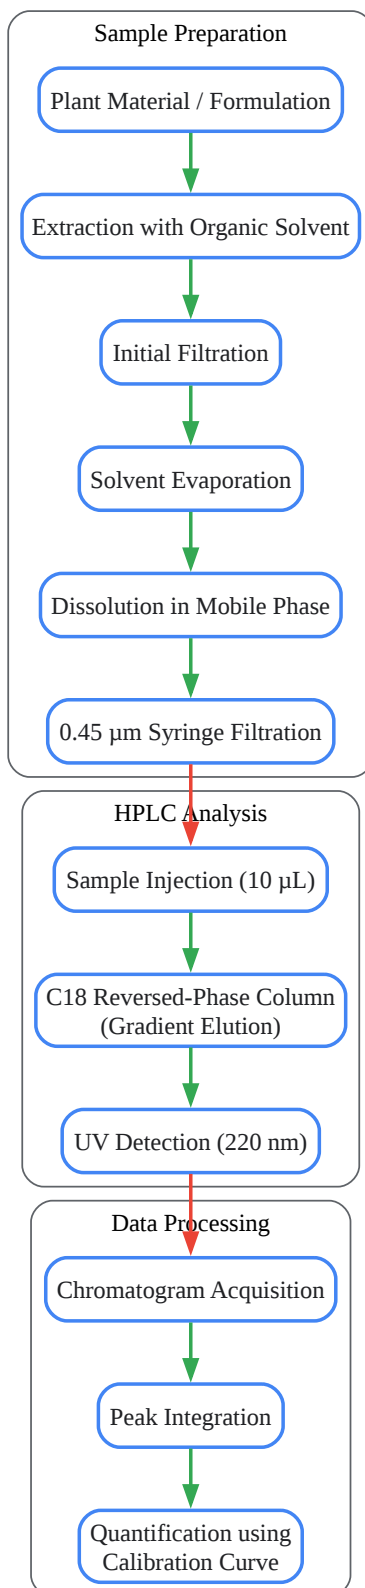 Sample Preparation
Plant Material / Formulation
Extraction with Organic Solvent
Initial Filtration
Solvent Evaporation
Dissolution in Mobile Phase
0.45 µm Syringe Filtration
HPLC Analysis
Sample Injection (10 µL)
C18 Reversed-Phase Column
(Gradient Elution)
UV Detection (220 nm)
Data Processing
Chromatogram Acquisition
Peak Integration
Quantification using
Calibration Curve